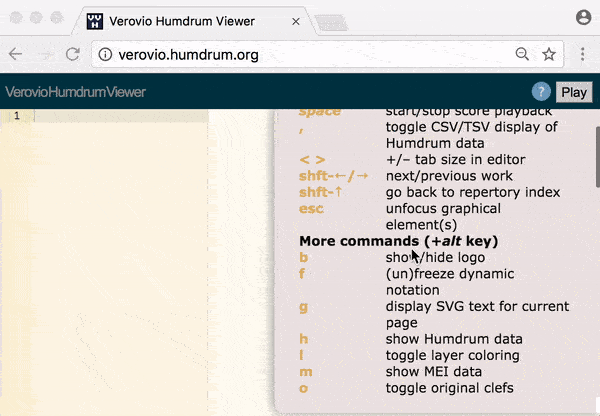 Verovio Humdrum Viewer
verovio.humdrum.org
VerovioHumdrumViewer
? Play
1
space start/stop score playback
, toggle CSV/TSV display of
Humdrum data
< > +/– tab size in editor
shft-←/→ next/previous work
shft-↑ go back to repertory index
esc unfocus graphical
element(s)
More commands (+alt key)
b show/hide logo
f (un)freeze dynamic
notation
g display SVG text for current
page
h show Humdrum data
l toggle layer coloring
m show MEI data
o toggle original clefs